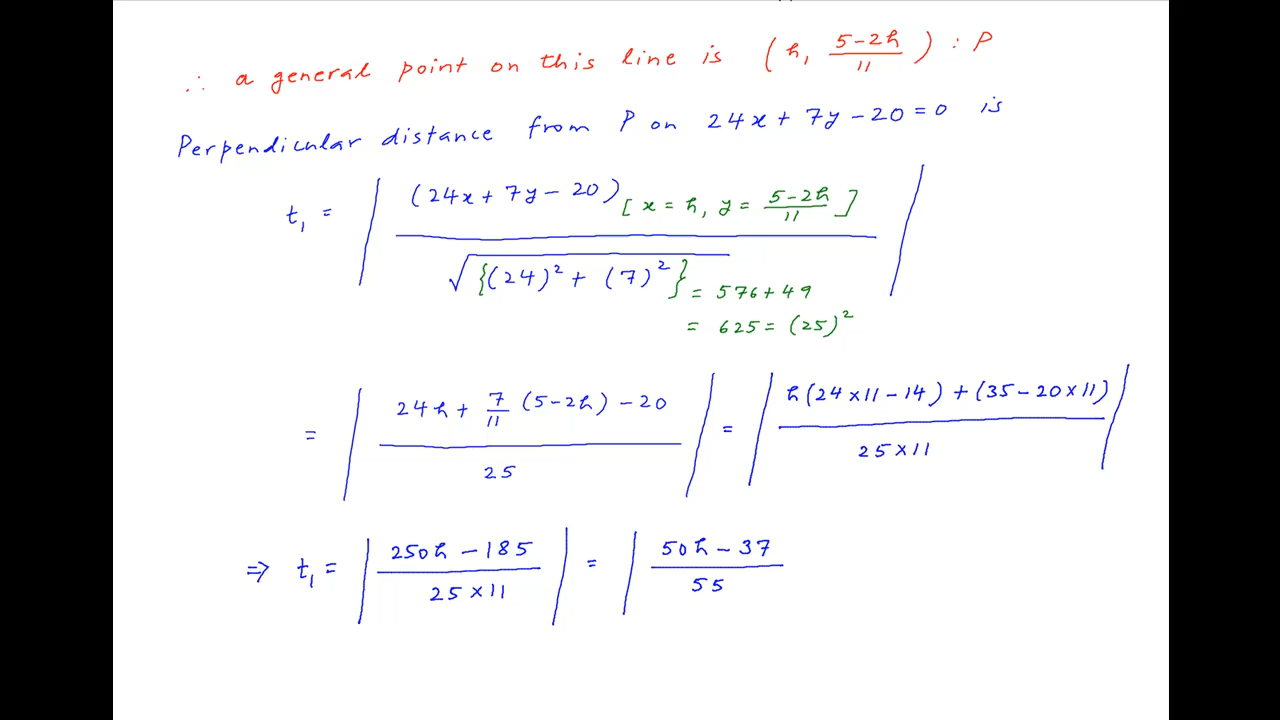 ∴ a general point on this line is (h, (5-2h)/11) : P
Perpendicular distance from P on 24x + 7y - 20 = 0 is
t₁ = | (24x + 7y - 20) [x = h, y = (5-2h)/11] / √{(24)² + (7)²} |
= 576 + 49
= 625 = (25)²
= | (24h + 7/11 (5-2h) - 20) / 25 | = | (h(24×11-14) + (35-20×11)) / (25×11) |
⇒ t₁ = | (250h - 185) / (25×11) | = | (50h - 37) / 55